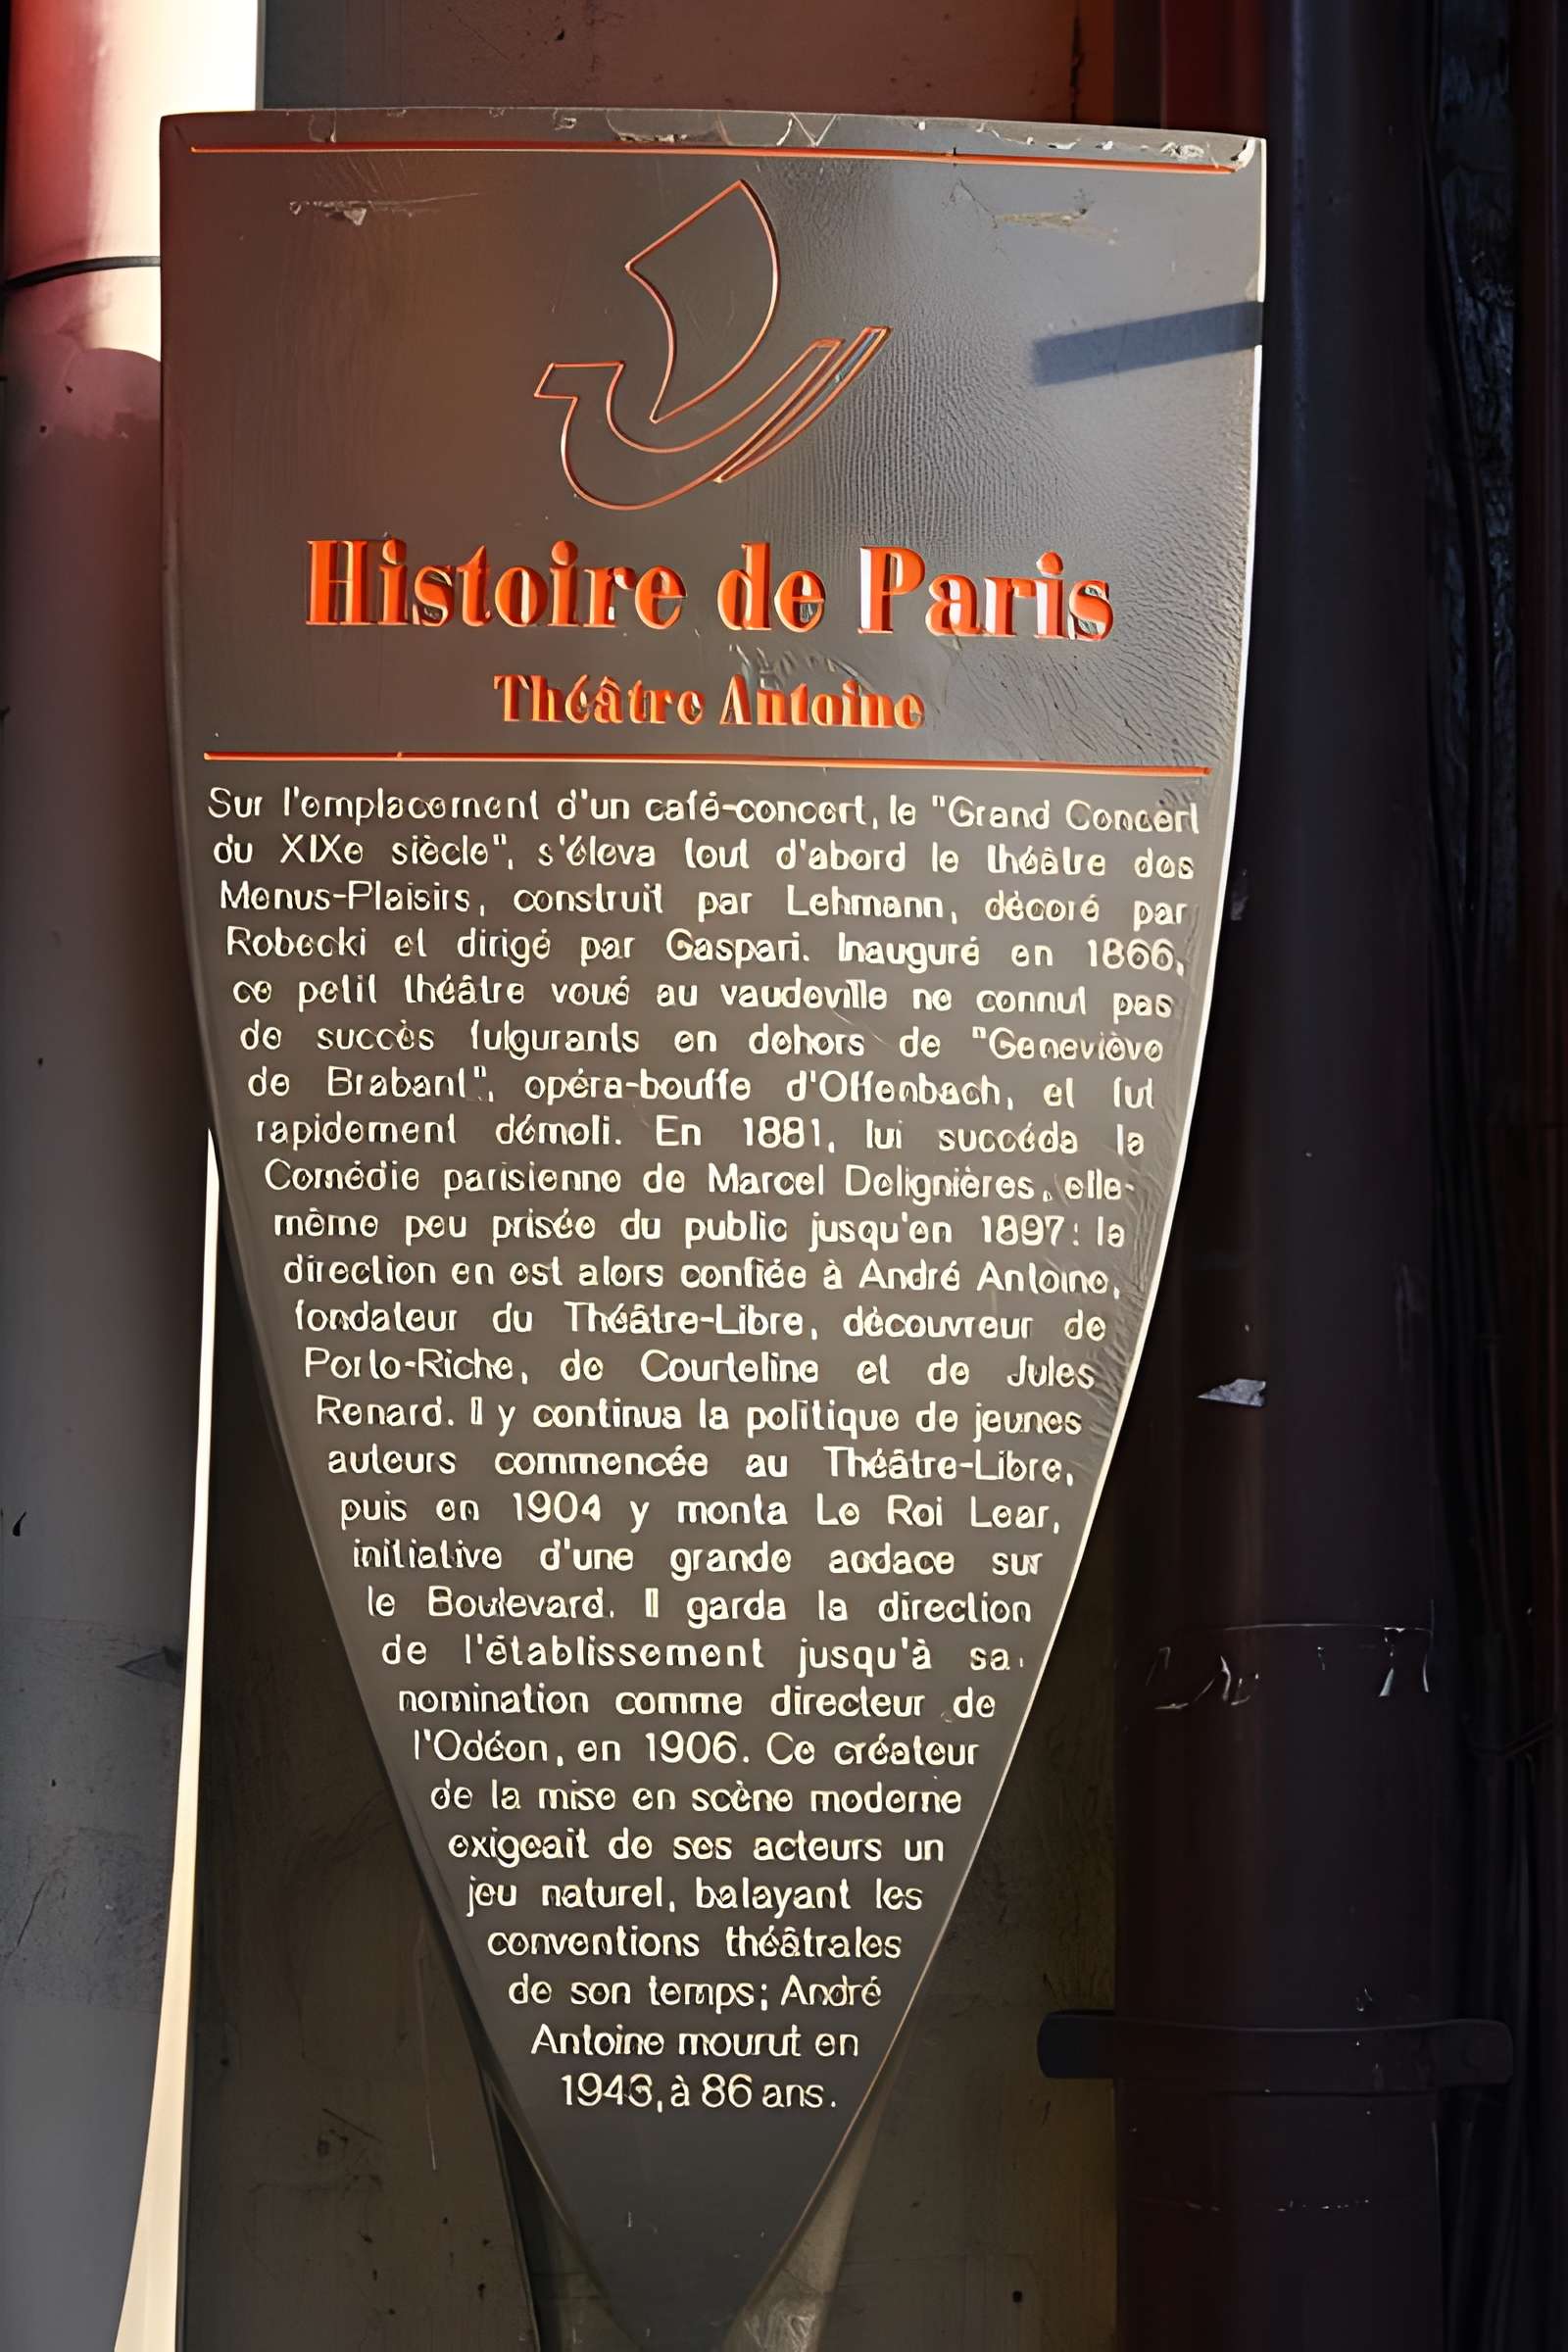 Histoire de Paris
Théâtre Antoine
Sur l'emplacement d'un café-concert, le "Grand Concert
du XIXe siècle", s'éleva tout d'abord le théâtre des
Menus-Plaisirs, construit par Lehmann, décoré par
Robecki et dirigé par Gaspari. Inauguré en 1866,
ce petit théâtre voué au vaudeville ne connut pas
de succès fulgurants en dehors de "Geneviève
de Brabant", opéra-bouffe d'Offenbach, et fut
rapidement démoli. En 1881, lui succéda la
Comédie parisienne de Marcel Delignières, elle-
même peu prisée du public jusqu'en 1897: la
direction en est alors confiée à André Antoine,
fondateur du Théâtre-Libre, découvreur de
Porto-Riche, de Courteline et de Jules
Renard. Il y continua la politique de jeunes
auteurs commencée au Théâtre-Libre,
puis en 1904 y monta Le Roi Lear,
initiative d'une grande audace sur
le Boulevard. Il garda la direction
de l'établissement jusqu'à sa
nomination comme directeur de
l'Odéon, en 1906. Ce créateur
de la mise en scène moderne
exigeait de ses acteurs un
jeu naturel, balayant les
conventions théâtrales
de son temps; André
Antoine mourut en
1943, à 86 ans.